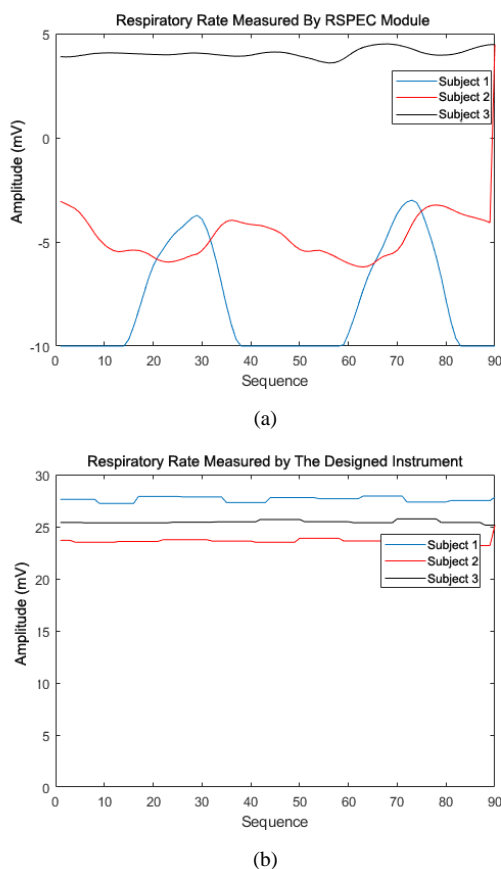 Respiratory Rate Measured By RSPEC Module
Amplitude (mV)
5
0
-5
-10
Subject 1
Subject 2
Subject 3
0 10 20 30 40 50 60 70 80 90
Sequence
(a)
Respiratory Rate Measured by The Designed Instrument
Amplitude (mV)
30
25
20
15
10
5
0
Subject 1
Subject 2
Subject 3
0 10 20 30 40 50 60 70 80 90
Sequence
(b)